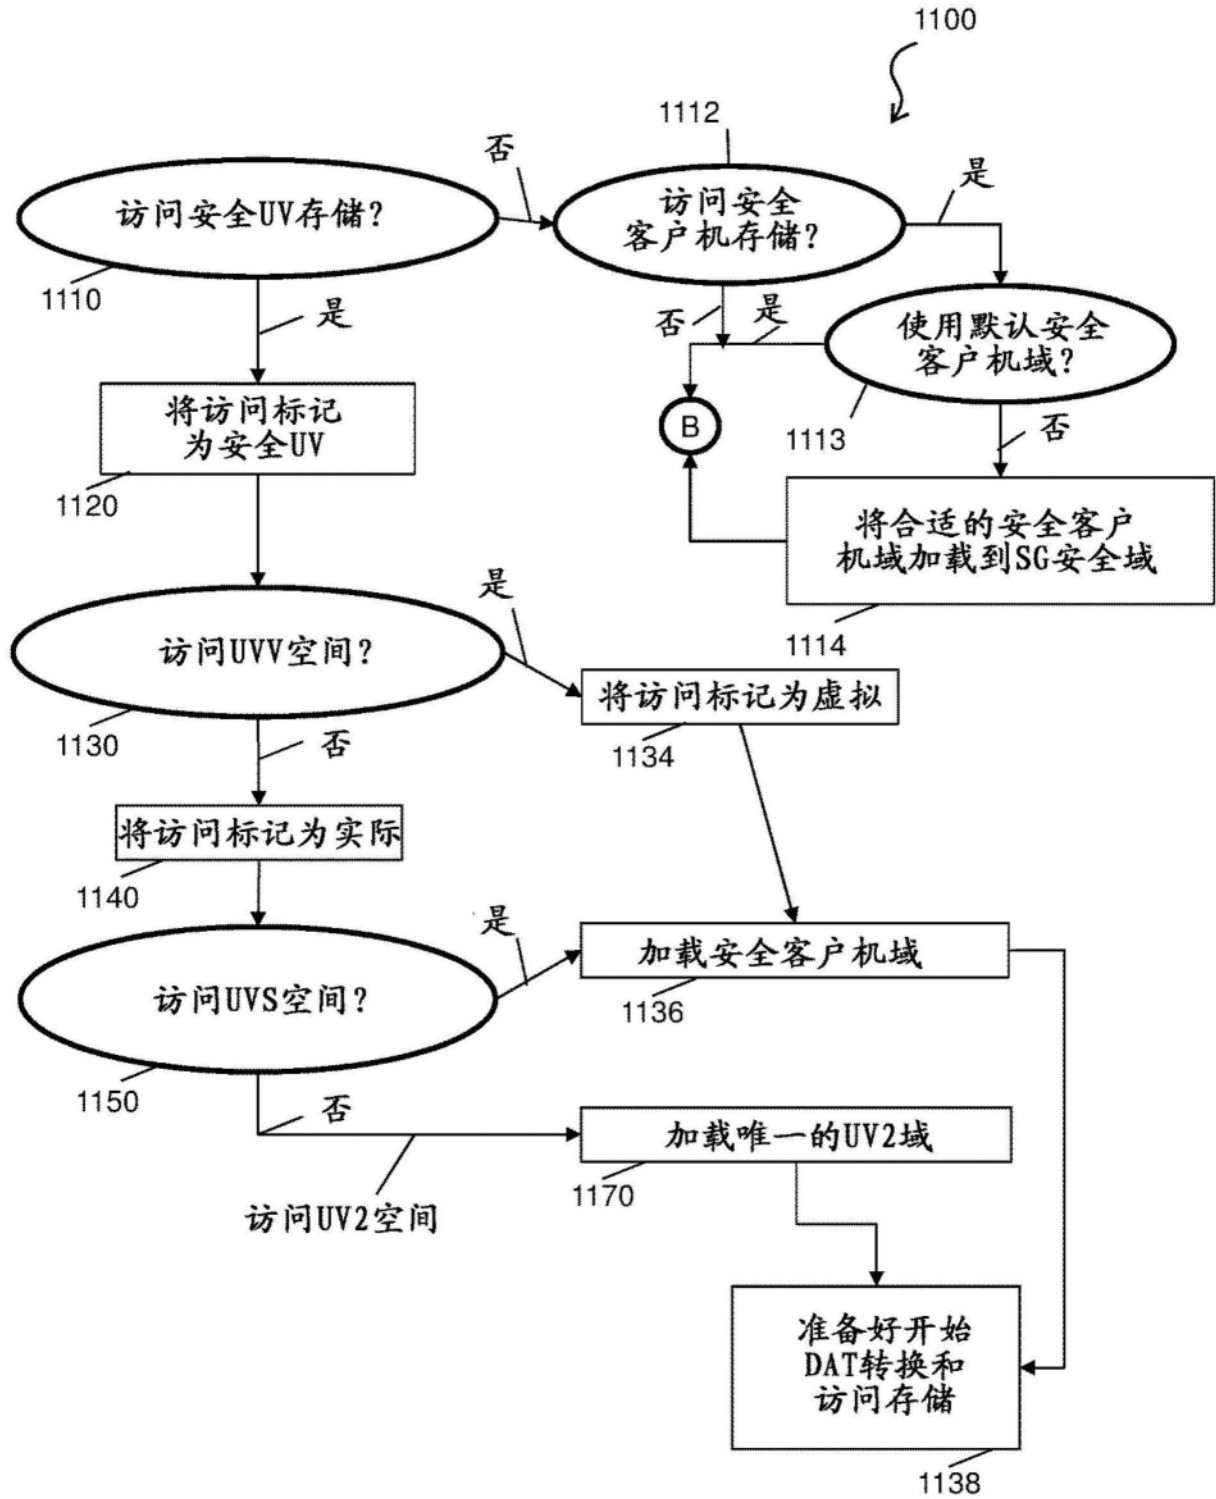 1100
1112
否
是
访问安全UV存储?
访问安全
客户机存储?
1110
是
否
是
使用默认安全
客户机域?
将访问标记
为安全UV
B
1113
否
1120
将合适的安全客户
机域加载到SG安全域
是
访问UVV空间?
1114
将访问标记为虚拟
1130
否
1134
将访问标记为实际
1140
是
加载安全客户机域
访问UVS空间?
1136
1150
否
加载唯一的UV2域
1170
访问UV2空间
准备好开始
DAT转换和
访问存储
1138